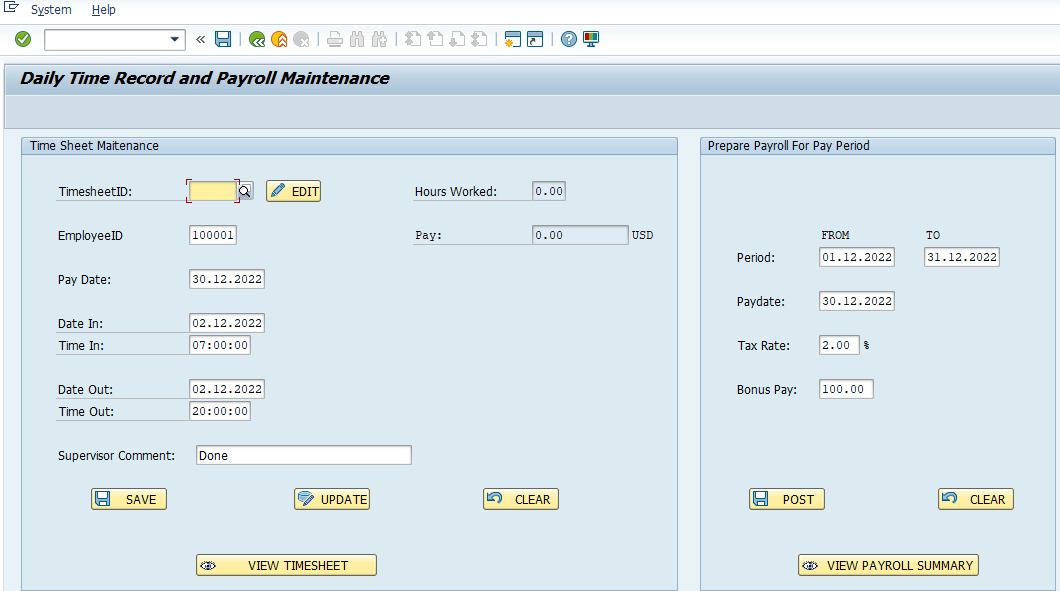 System Help
«
Daily Time Record and Payroll Maintenance
Time Sheet Maitenance
TimesheetID: EDIT Hours Worked: 0.00
EmployeeID 100001 Pay: 0.00 USD
Pay Date: 30.12.2022
Date In: 02.12.2022
Time In: 07:00:00
Date Out: 02.12.2022
Time Out: 20:00:00
Supervisor Comment: Done
SAVE UPDATE CLEAR
VIEW TIMESHEET
Prepare Payroll For Pay Period
FROM TO
Period: 01.12.2022 31.12.2022
Paydate: 30.12.2022
Tax Rate: 2.00 %
Bonus Pay: 100.00
POST CLEAR
VIEW PAYROLL SUMMARY